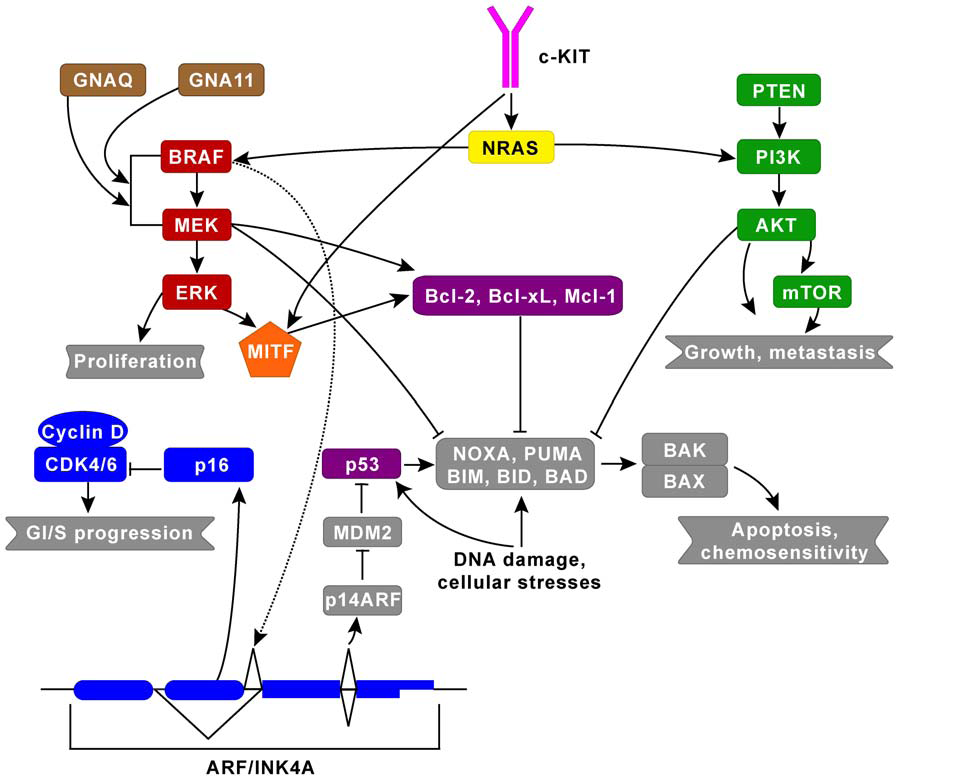 c-KIT
GNAQ
GNA11
PTEN
NRAS
BRAF
PI3K
MEK
AKT
ERK
Bcl-2, Bcl-xL, Mcl-1
mTOR
MITF
Proliferation
Growth, metastasis
Cyclin D
CDK4/6
p16
p53
NOXA, PUMA
BIM, BID, BAD
BAK
BAX
GI/S progression
MDM2
Apoptosis,
chemosensitivity
DNA damage,
cellular stresses
p14ARF
ARF/INK4A